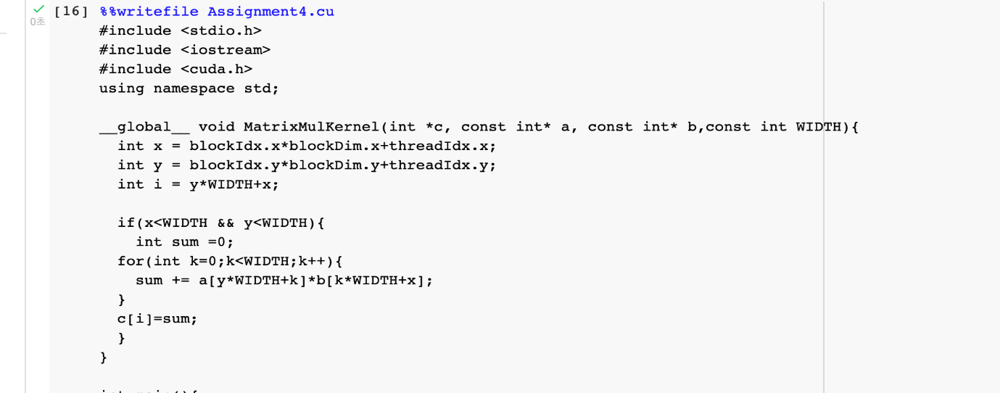 [16] %%writefile Assignment4.cu
0초
#include <stdio.h>
#include <iostream>
#include <cuda.h>
using namespace std;
__global__ void MatrixMulKernel(int *c, const int* a, const int* b,const int WIDTH){
int x = blockIdx.x*blockDim.x+threadIdx.x;
int y = blockIdx.y*blockDim.y+threadIdx.y;
int i = y*WIDTH+x;
if(x<WIDTH && y<WIDTH){
int sum =0;
for(int k=0;k<WIDTH;k++){
sum += a[y*WIDTH+k]*b[k*WIDTH+x];
}
c[i]=sum;
}
}